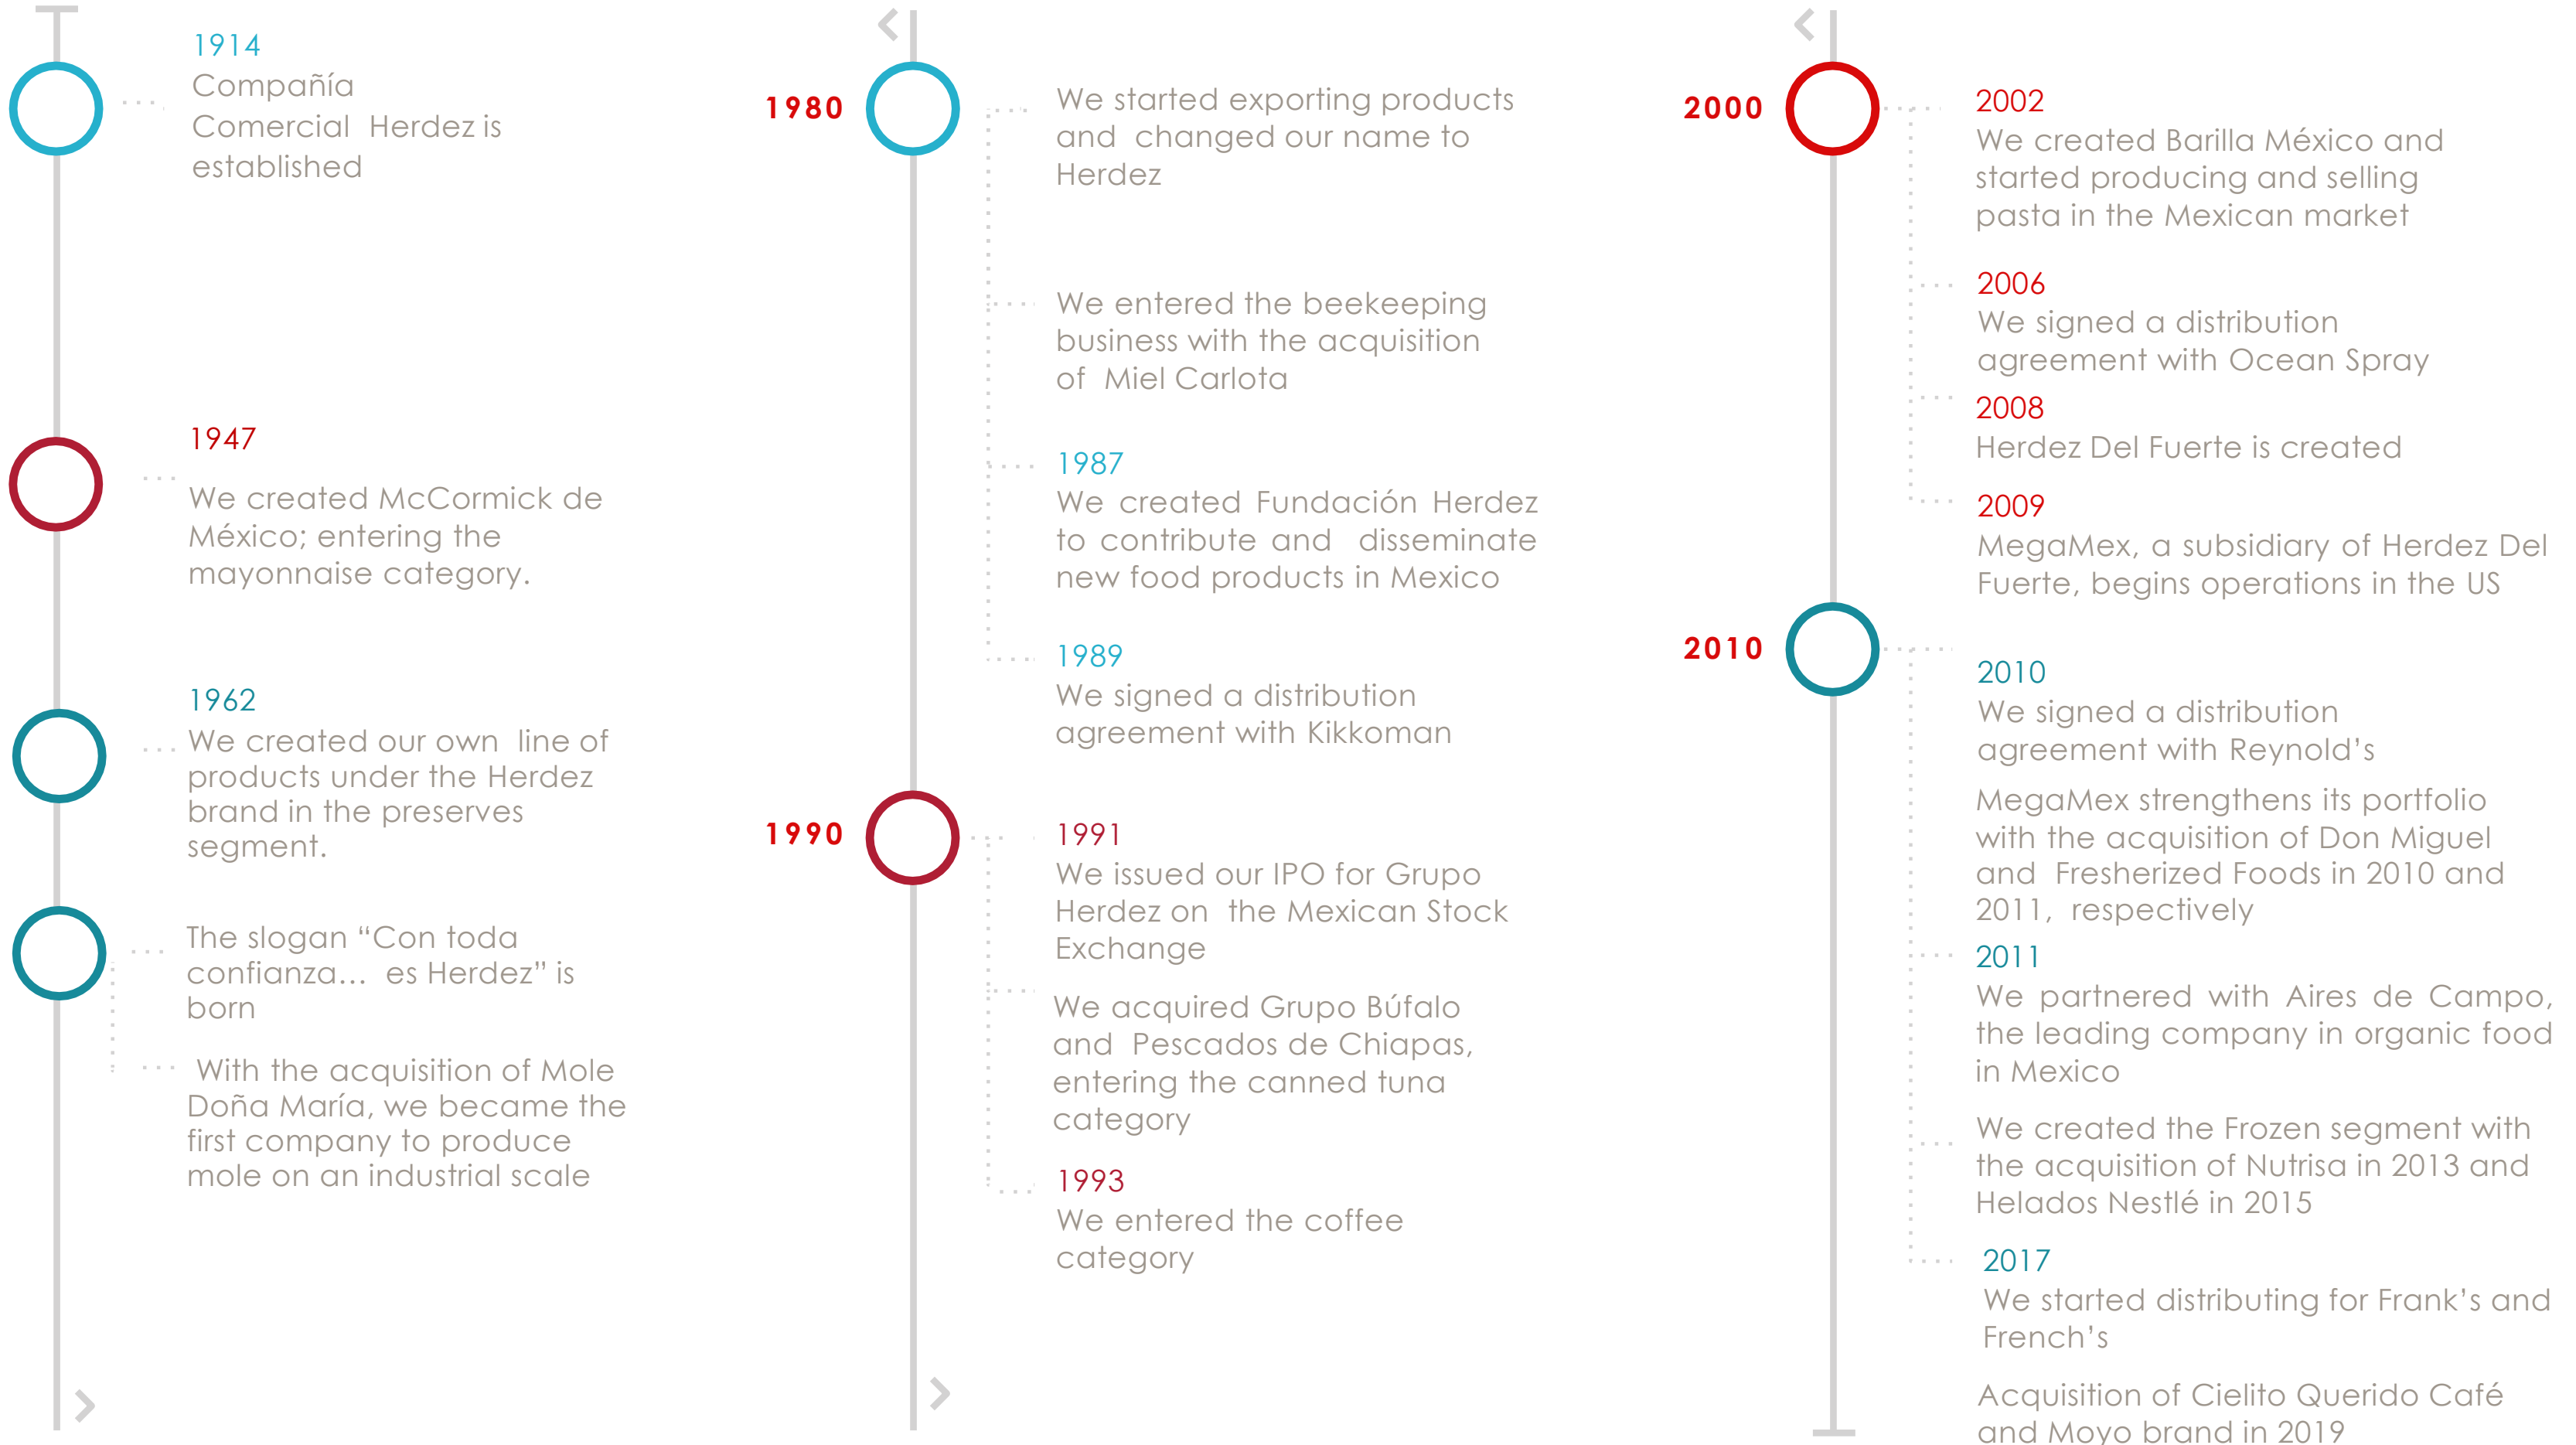 1914
Compañía
Comercial Herdez is
established
1947
We created McCormick de
México; entering the
mayonnaise category.
1962
We created our own line of
products under the Herdez
brand in the preserves
segment.
The slogan “Con toda
confianza... es Herdez” is
born
With the acquisition of Mole
Doña María, we became the
first company to produce
mole on an industrial scale
1980
We started exporting products
and changed our name to
Herdez
We entered the beekeeping
business with the acquisition
of Miel Carlota
1987
We created Fundación Herdez
to contribute and disseminate
new food products in Mexico
1989
We signed a distribution
agreement with Kikkoman
1990
1991
We issued our IPO for Grupo
Herdez on the Mexican Stock
Exchange
We acquired Grupo Búfalo
and Pescados de Chiapas,
entering the canned tuna
category
1993
We entered the coffee
category
2000
2002
We created Barilla México and
started producing and selling
pasta in the Mexican market
2006
We signed a distribution
agreement with Ocean Spray
2008
Herdez Del Fuerte is created
2009
MegaMex, a subsidiary of Herdez Del
Fuerte, begins operations in the US
2010
2010
We signed a distribution
agreement with Reynold’s
MegaMex strengthens its portfolio
with the acquisition of Don Miguel
and Fresherized Foods in 2010 and
2011, respectively
2011
We partnered with Aires de Campo,
the leading company in organic food
in Mexico
We created the Frozen segment with
the acquisition of Nutrisa in 2013 and
Helados Nestlé in 2015
2017
We started distributing for Frank’s and
French’s
Acquisition of Cielito Querido Café
and Moyo brand in 2019